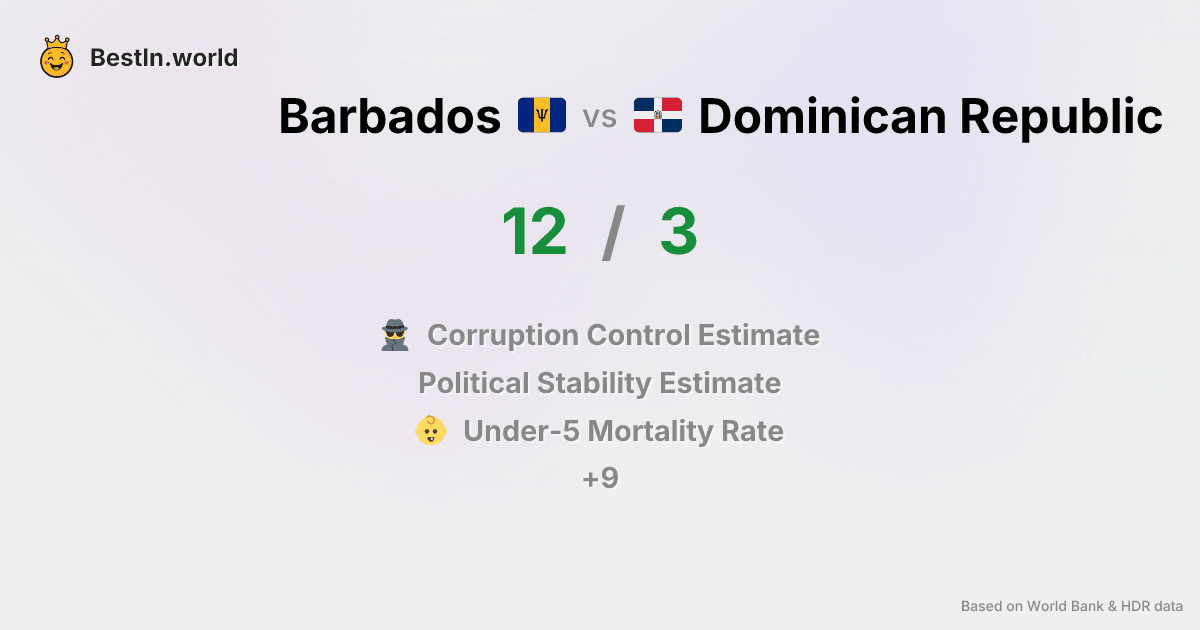 BestIn.world
Barbados vs Dominican Republic
12 / 3
Corruption Control Estimate
Political Stability Estimate
Under-5 Mortality Rate
+9
Based on World Bank & HDR data